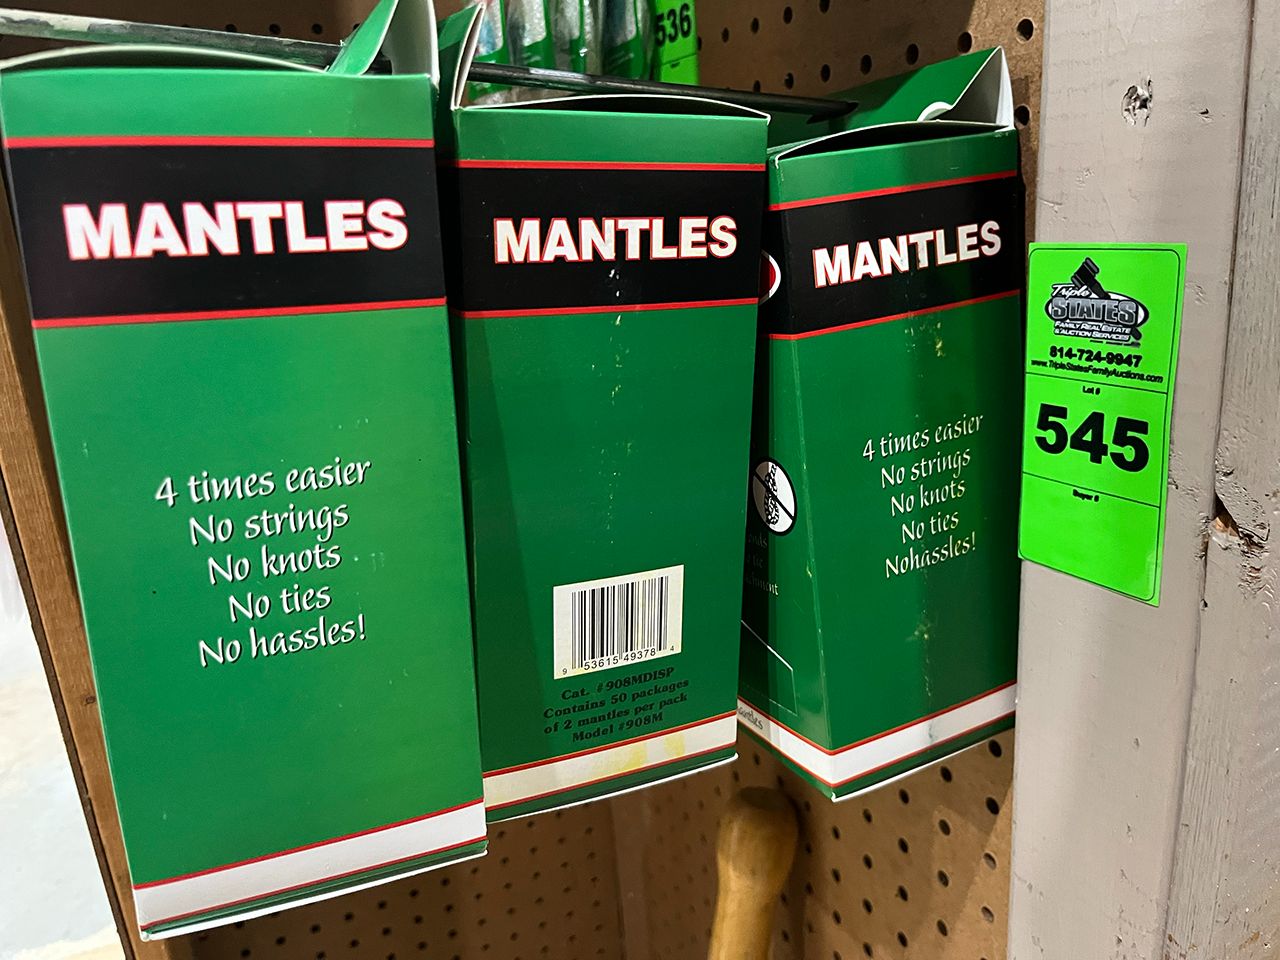 536
MANTLES
4 times easier
No strings
No knots
No ties
No hassles!
MANTLES
9 53615 49378 4
Cat. #908MDISP
Contains 50 packages
of 2 mantles per pack
Model #908M
MANTLES
4 times easier
No strings
No knots
No ties
Nohassles!
Triple
STATES
FAMILY REAL ESTATE
& AUCTION SERVICES
814-724-9947
www.TripleStatesFamilyAuctions.com
Lot #
545
Buyer #